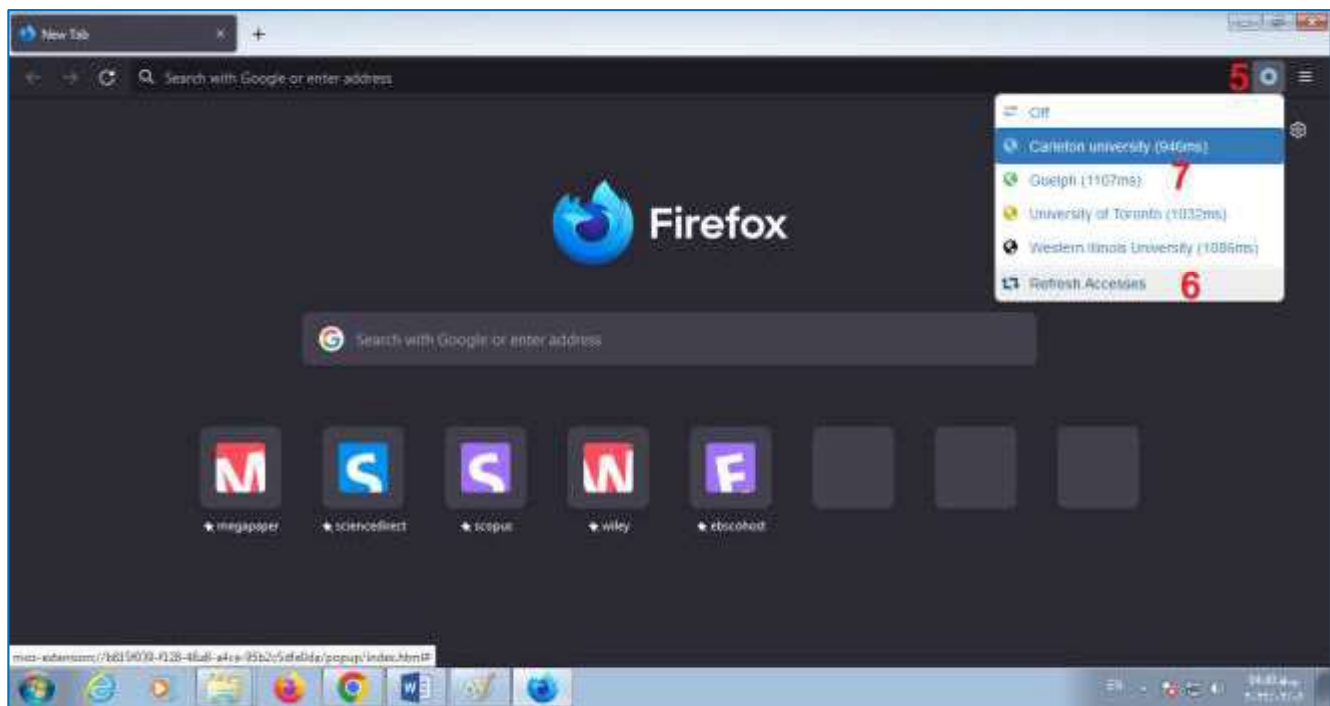 New Tab
Search with Google or enter address
5
Off
Carleton university (946ms)
7
Guelph (1107ms)
University of Toronto (1032ms)
Western Illinois University (1086ms)
Refresh Accesses
6
Firefox
Search with Google or enter address
M S S W E
megapaper
sciencedirect
scopus
wiley
ebscohost
EN